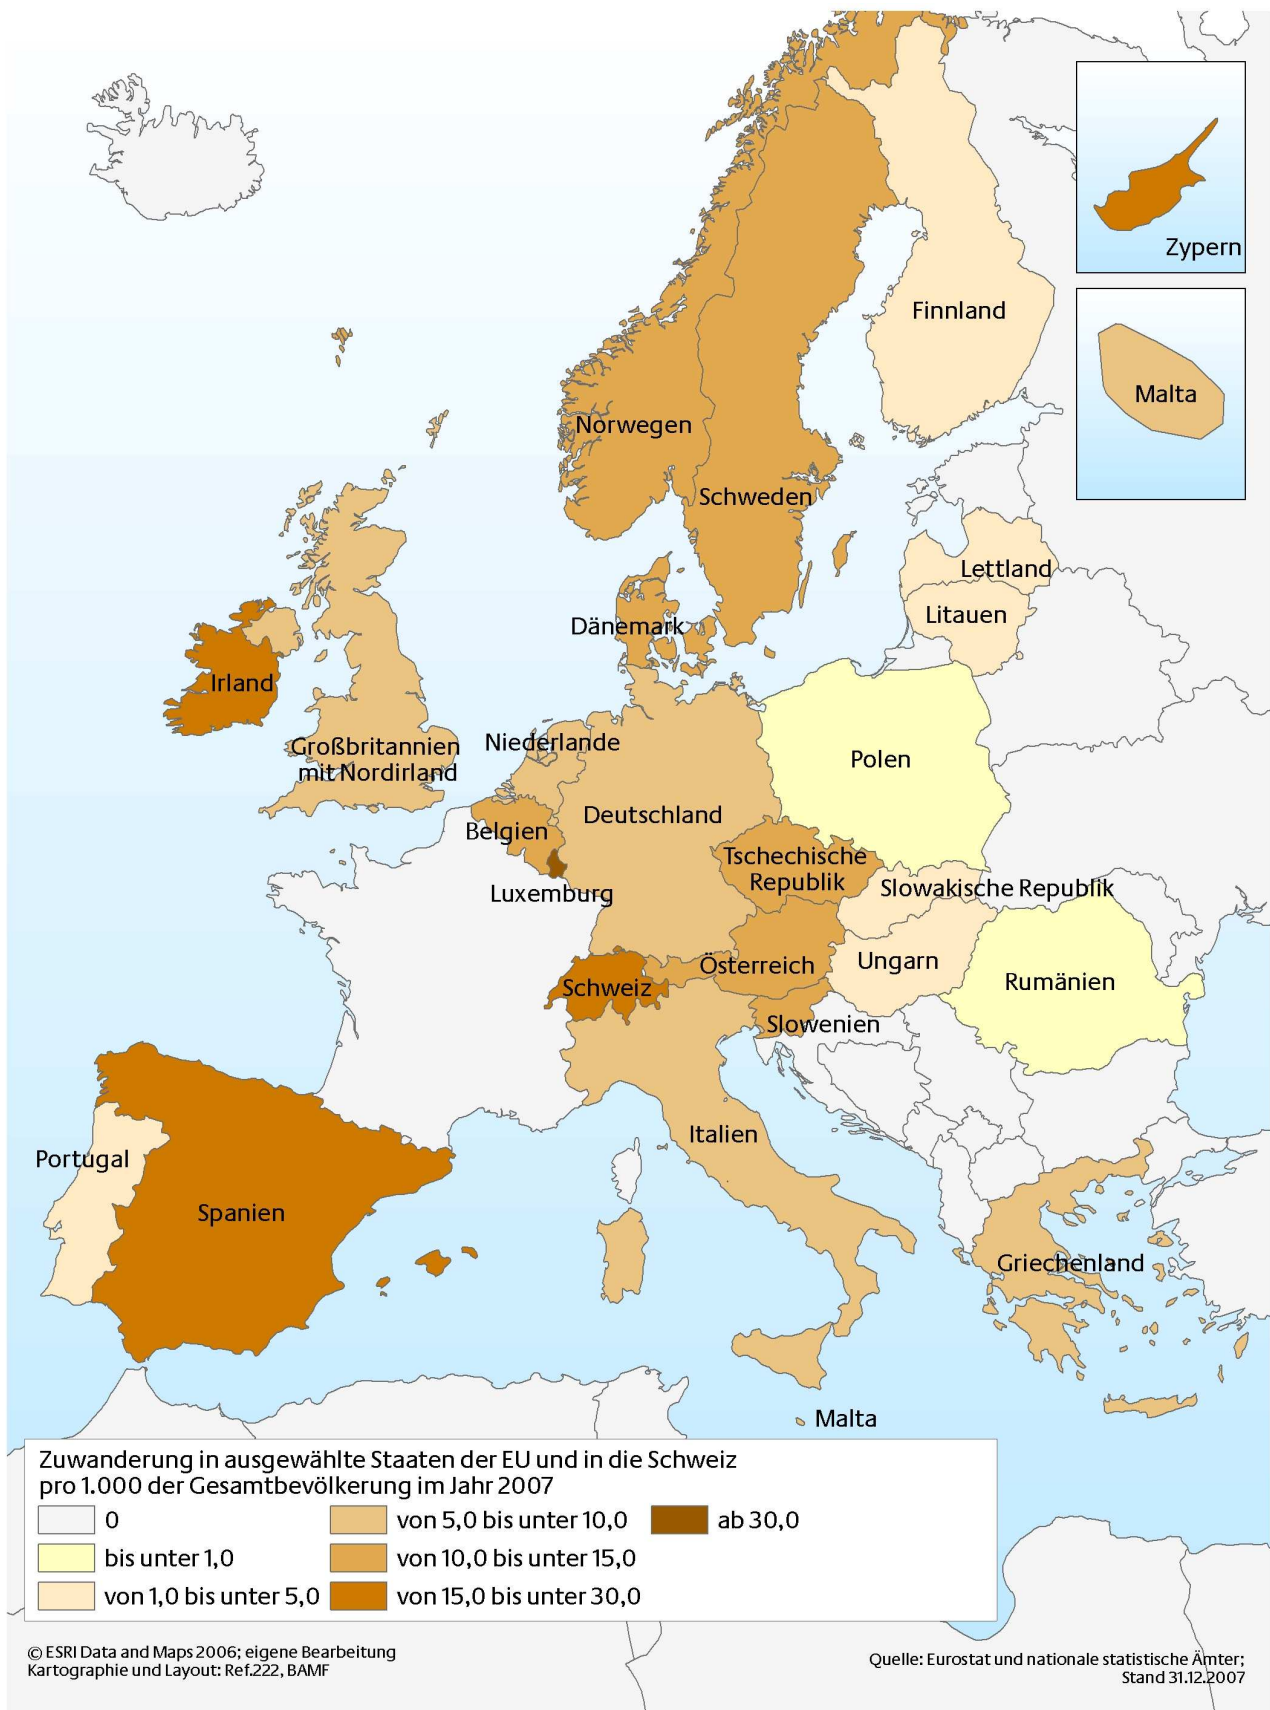 Zypern
Finnland
Malta
Norwegen
Schweden
Lettland
Litauen
Dänemark
Irland
Großbritannien
mit Nordirland
Niederlande
Polen
Deutschland
Belgien
Tschechische
Republik
Slowakische Republik
Luxemburg
Österreich
Ungarn
Rumänien
Schweiz
Slowenien
Italien
Portugal
Spanien
Griechenland
Malta
Zuwanderung in ausgewählte Staaten der EU und in die Schweiz
pro 1.000 der Gesamtbevölkerung im Jahr 2007
0
von 5,0 bis unter 10,0
ab 30,0
bis unter 1,0
von 10,0 bis unter 15,0
von 1,0 bis unter 5,0
von 15,0 bis unter 30,0
© ESRI Data and Maps 2006; eigene Bearbeitung
Kartographie und Layout: Ref.222, BAMF
Quelle: Eurostat und nationale statistische Ämter;
Stand 31.12.2007